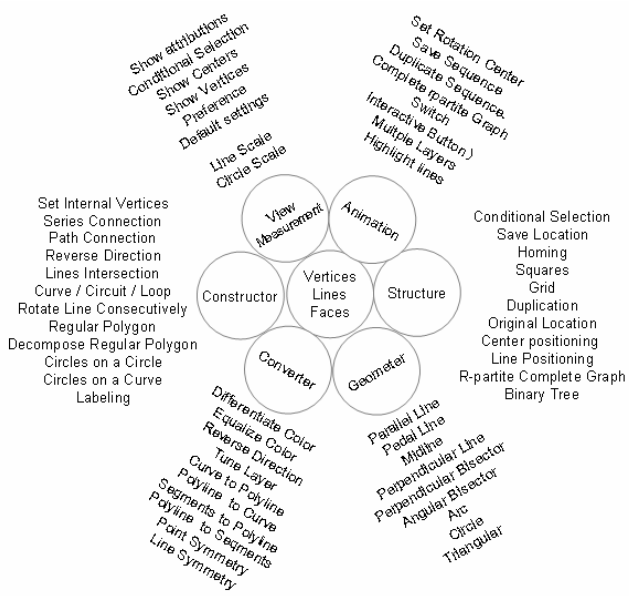 Show attributions
Conditional Selection
Show Centers
Show Vertices
Preference
Default settings
Line Scale
Circle Scale
Set Rotation Center
Save Sequence
Duplicate Sequence.
Complete rpartite Graph
Switch
Interactive Button)
Multple Layers
Highlight lines
View
Measurement
Animation
Set Internal Vertices
Series Connection
Path Connection
Reverse Direction
Lines Intersection
Curve / Circuit / Loop
Rotate Line Consecutively
Regular Polygon
Decompose Regular Polygon
Circles on a Circle
Circles on a Curve
Labeling
Constructor
Vertices
Lines
Faces
Structure
Conditional Selection
Save Location
Homing
Squares
Grid
Duplication
Original Location
Center positioning
Line Positioning
R-partite Complete Graph
Binary Tree
Converter
Geometer
Differentiate Color
Equalize Color
Reverse Direction
Tune Layer
Curve to Polyline
Polyline to Curve
Segments to Polyline
Polyline to Segments
Point Symmetry
Line Symmetry
Parallel Line
Pedal Line
Midline
Perpendicular Line
Perpendicular Bisector
Angular Bisector
Arc
Circle
Triangular